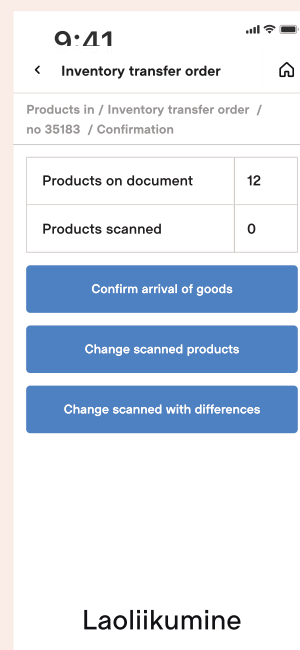 9:41
Inventory transfer order
Products in / Inventory transfer order /
no 35183 / Confirmation
Products on document 12
Products scanned 0
Confirm arrival of goods
Change scanned products
Change scanned with differences
Laoliikumine